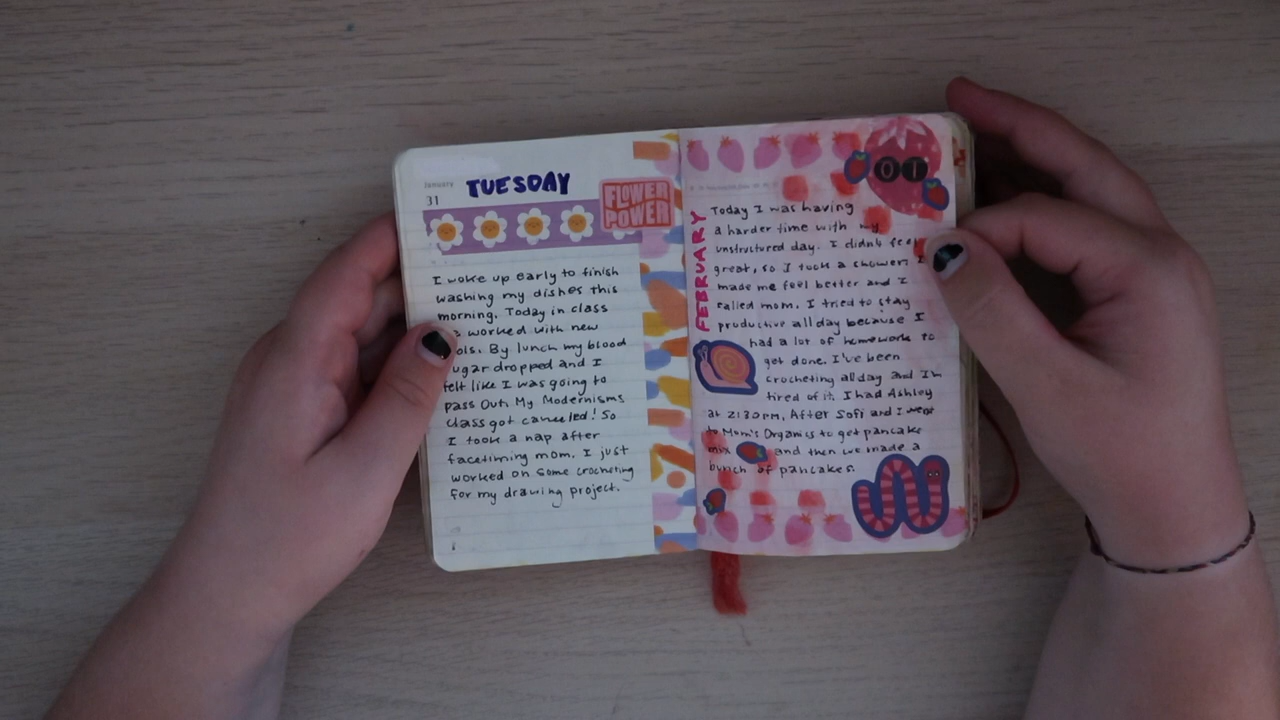 January
31
TUESDAY
FLOWER
POWER
I woke up early to finish
washing my dishes this
morning. Today in class
worked with new
ols. By lunch my blood
ugar dropped and I
felt like I was going to
pass out. My Modernisms
class got canceled! So
I took a nap after
facetiming mom. I just
worked on some crocheting
for my drawing project.
01
FEBRUARY
Today I was having
a harder time with my
unstructured day. I didn't feel
great, so I took a shower. I
made me feel better and I
called mom. I tried to stay
productive all day because I
had a lot of homework to
get done. I've been
crocheting all day and I'm
tired of it. I had Ashley
at 2:30pm. After Sofi and I went
to Mom's Organics to get pancake
mix and then we made a
bunch of pancakes.